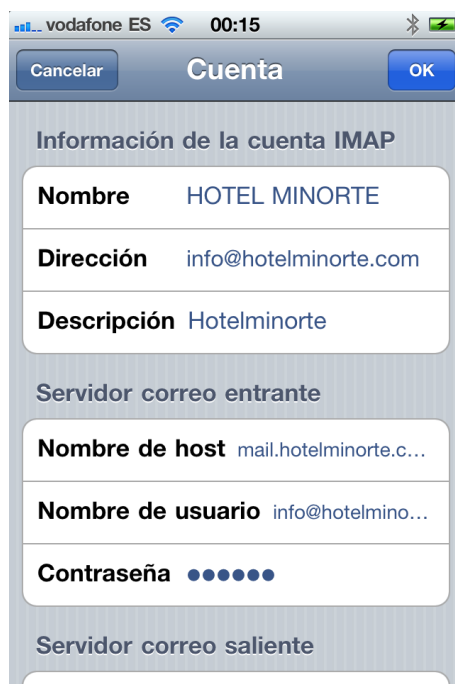 vodafone ES 00:15
Cancelar Cuenta OK
Información de la cuenta IMAP
Nombre HOTEL MINORTE
Dirección info@hotelminorte.com
Descripción Hotelminorte
Servidor correo entrante
Nombre de host mail.hotelminorte.c...
Nombre de usuario info@hotelmino...
Contraseña ●●●●●●
Servidor correo saliente